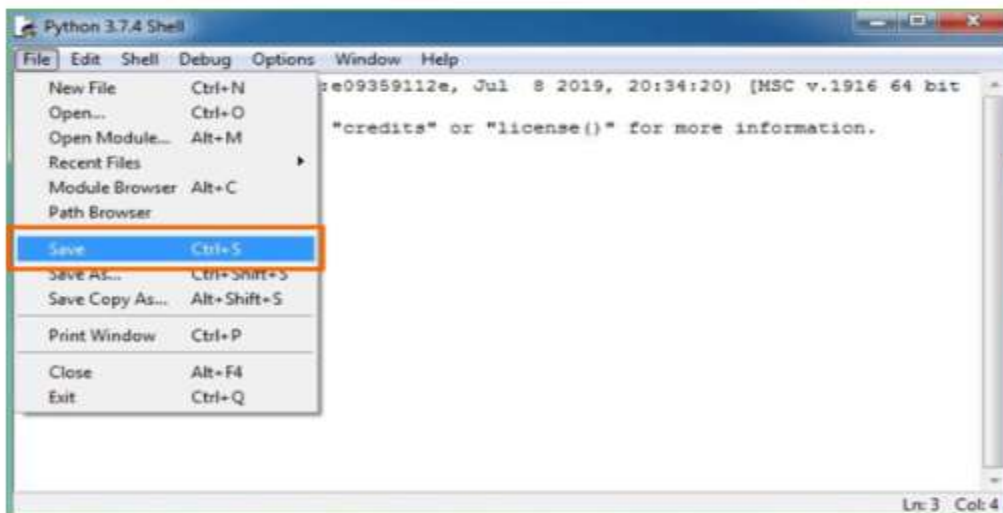 Python 3.7.4 Shell
File Edit Shell Debug Options Window Help
New File Ctrl+N
:e09359112e, Jul 8 2019, 20:34:20) [MSC v.1916 64 bit
Open... Ctrl+O
Open Module... Alt+M
"credits" or "license()" for more information.
Recent Files
Module Browser Alt+C
Path Browser
Save Ctrl+S
Save As... Ctrl+Shift+S
Save Copy As... Alt+Shift+S
Print Window Ctrl+P
Close Alt+F4
Exit Ctrl+Q
Ln: 3 Col: 4